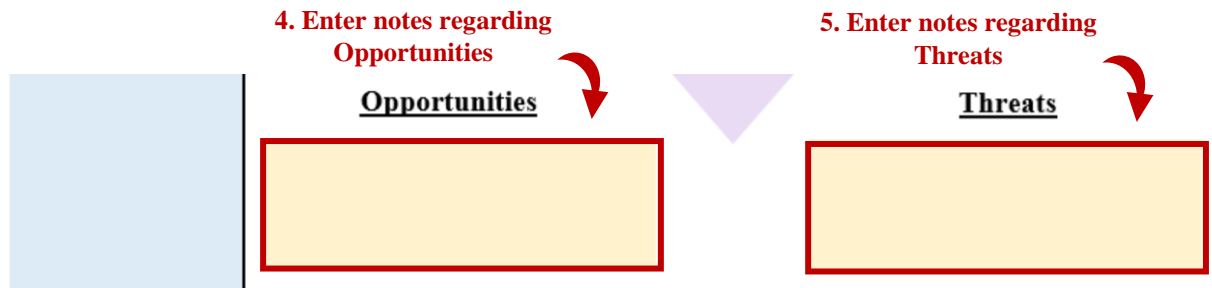 4. Enter notes regarding
Opportunities
Opportunities
5. Enter notes regarding
Threats
Threats